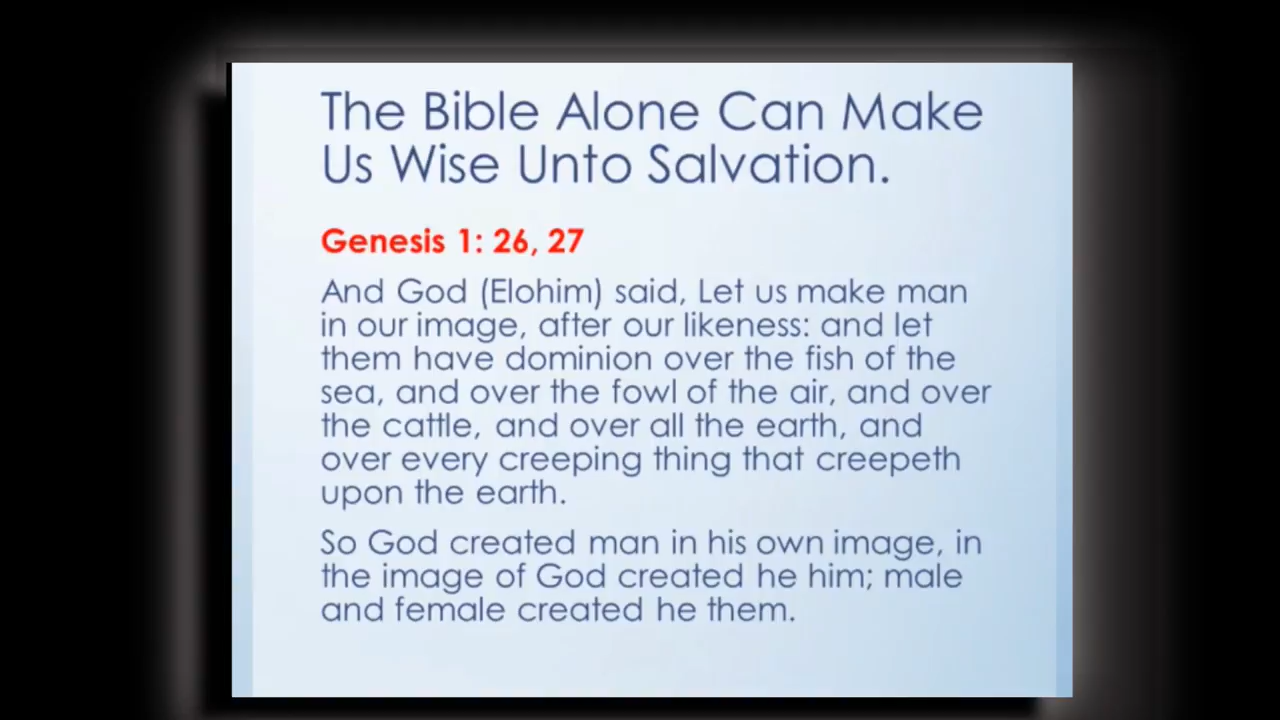 The Bible Alone Can Make
Us Wise Unto Salvation.
Genesis 1: 26, 27
And God (Elohim) said, Let us make man
in our image, after our likeness: and let
them have dominion over the fish of the
sea, and over the fowl of the air, and over
the cattle, and over all the earth, and
over every creeping thing that creepeth
upon the earth.
So God created man in his own image, in
the image of God created he him; male
and female created he them.